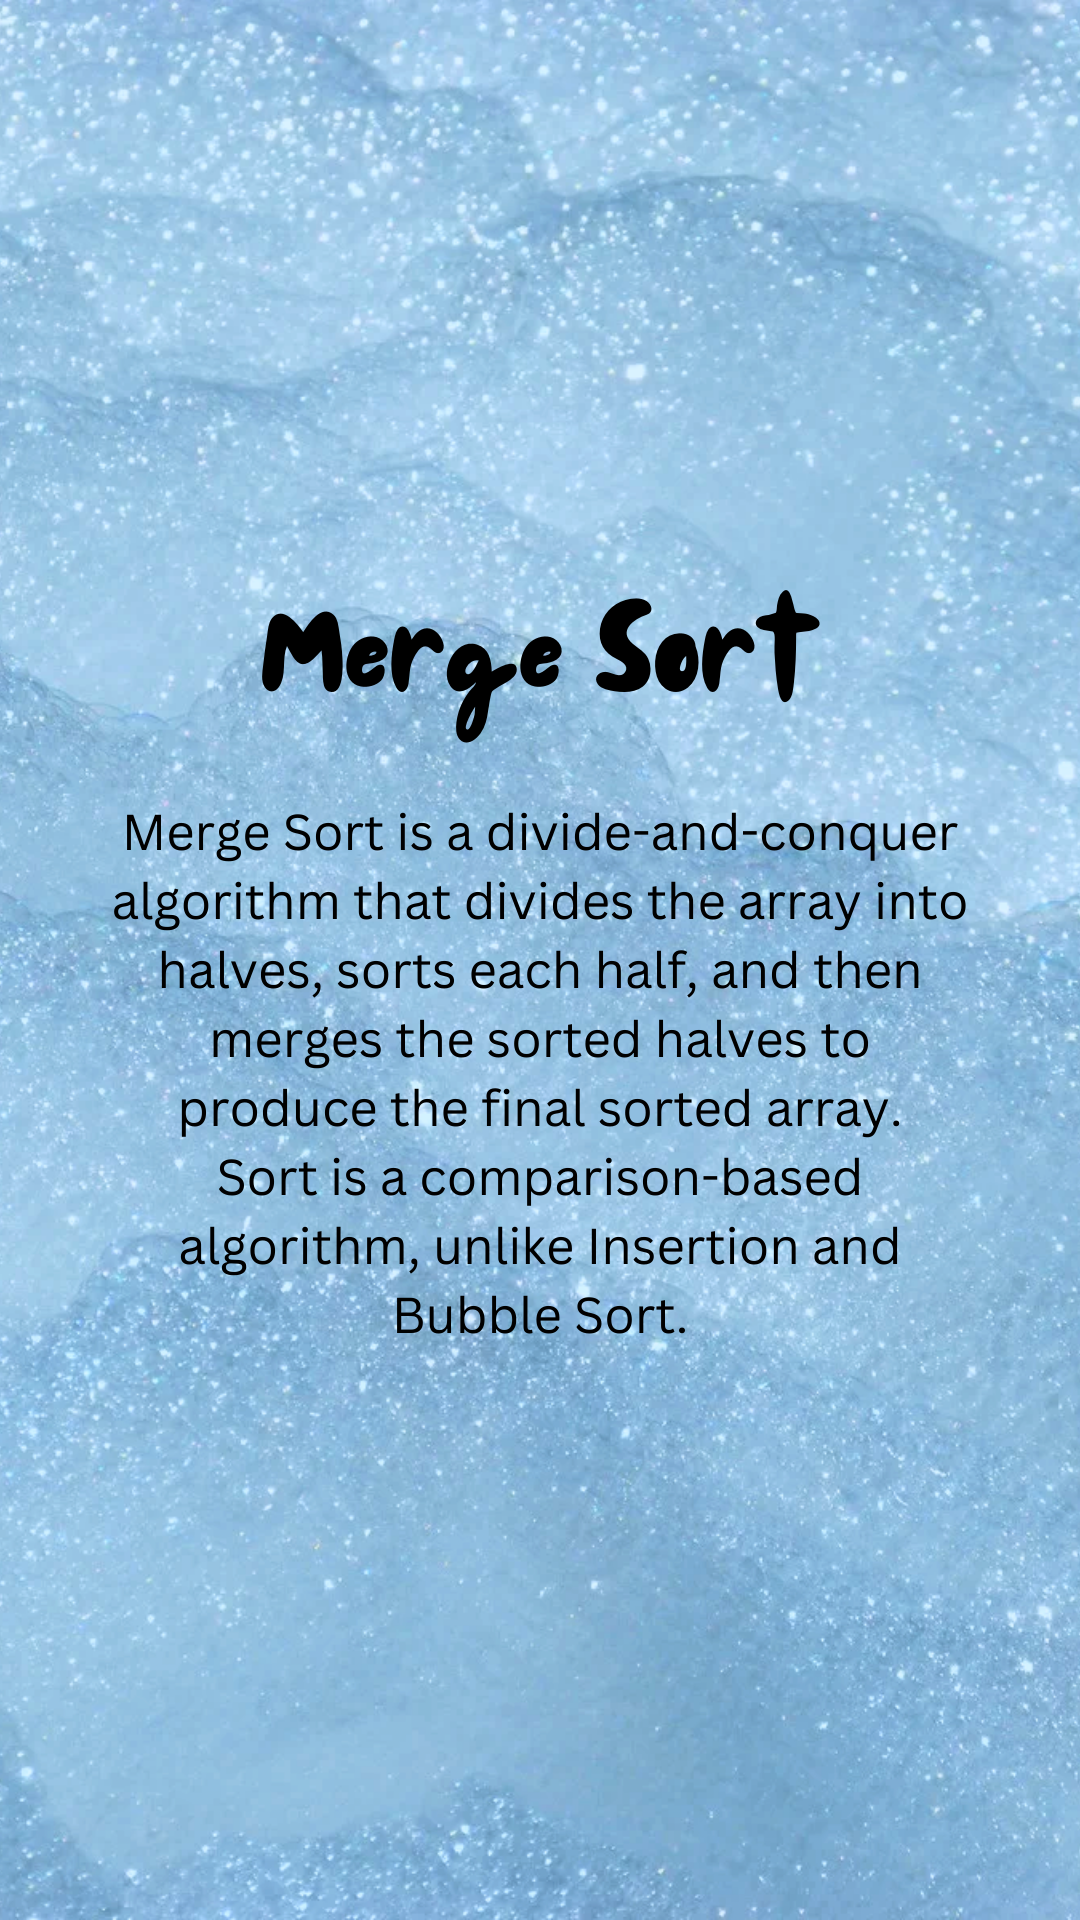 Merge Sort
Merge Sort is a divide-and-conquer
algorithm that divides the array into
halves, sorts each half, and then
merges the sorted halves to
produce the final sorted array.
Sort is a comparison-based
algorithm, unlike Insertion and
Bubble Sort.